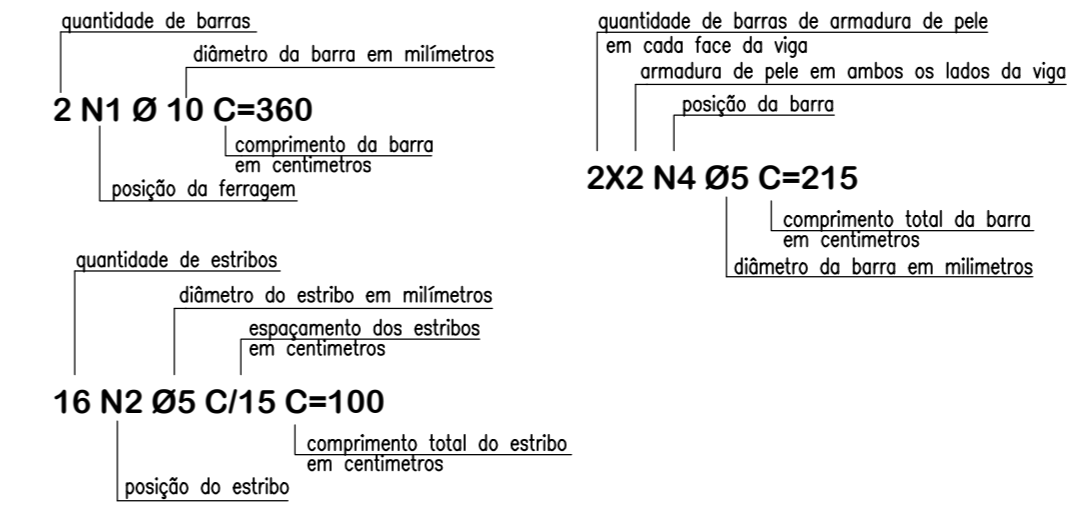 quantidade de barras
diâmetro da barra em milímetros
2 N1 Ø 10 C=360
comprimento da barra
em centimetros
posição da ferragem
quantidade de barras de armadura de pele
em cada face da viga
armadura de pele em ambos os lados da viga
posição da barra
2X2 N4 Ø5 C=215
comprimento total da barra
em centimetros
diâmetro da barra em milimetros
quantidade de estribos
diâmetro do estribo em milímetros
espaçamento dos estribos
em centimetros
16 N2 Ø5 C/15 C=100
comprimento total do estribo
em centimetros
posição do estribo